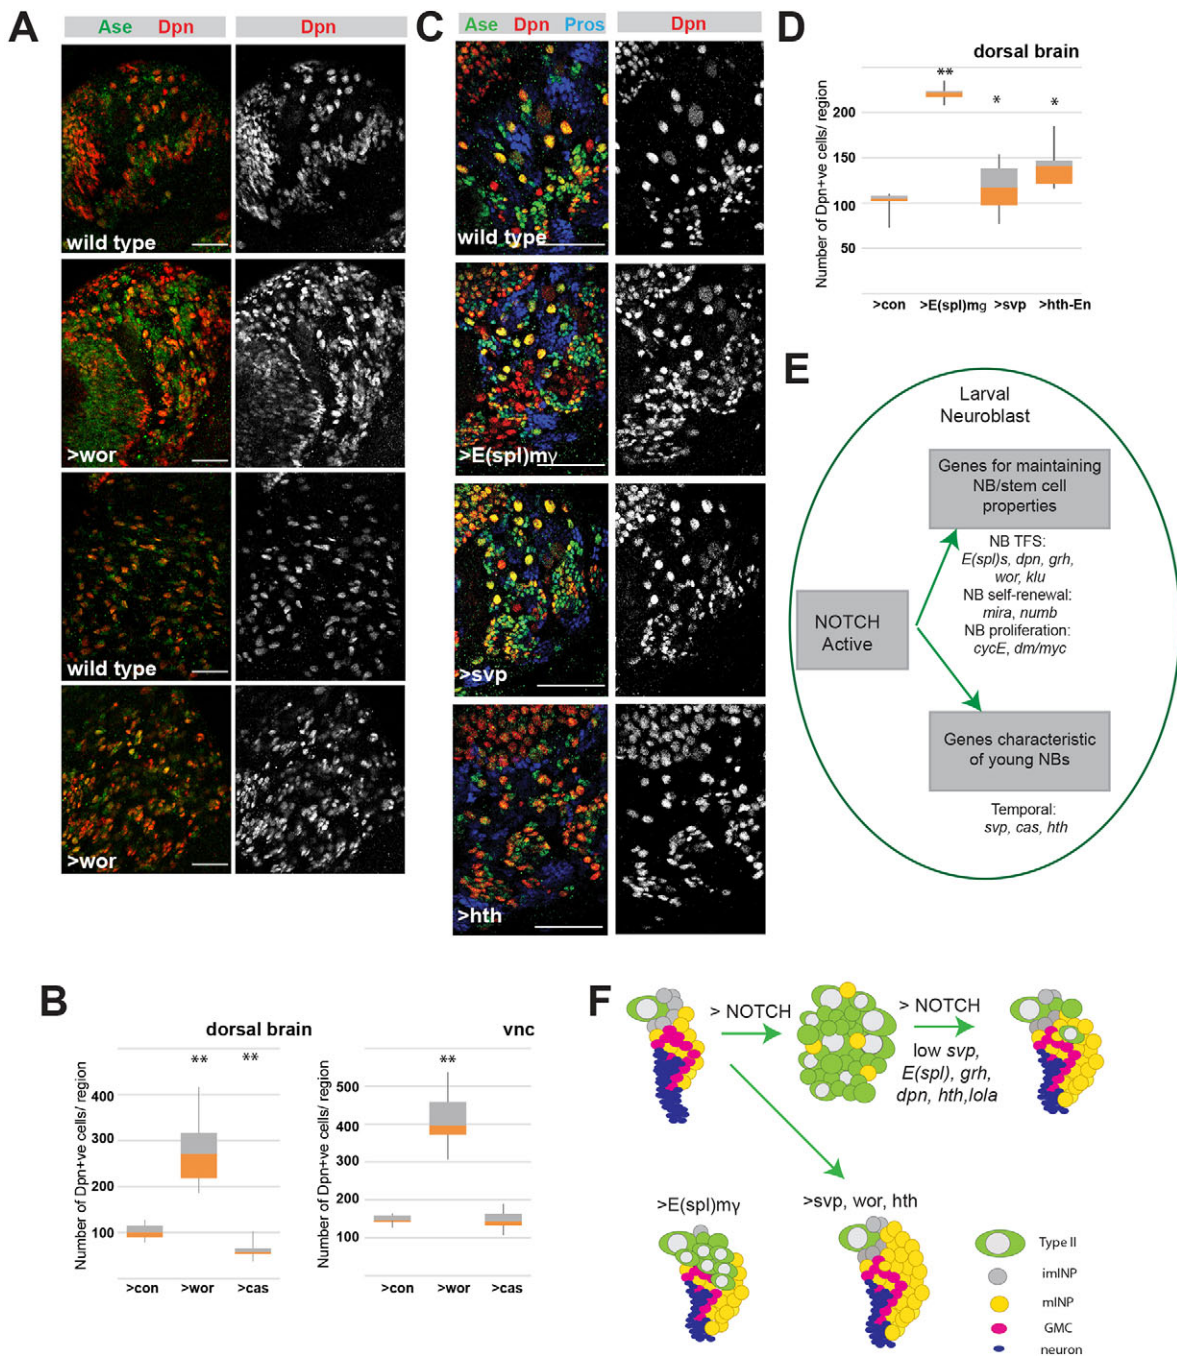 A
Ase Dpn
Dpn
wild type
>wor
wild type
>wor
C
Ase Dpn Pros
Dpn
wild type
>E(spl)mγ
>svp
>hth
D
dorsal brain
Number of Dpn+ve cells/ region
** 
*
*
200
150
100
50
>con >E(spl)mg >svp >hth-En
E
Larval
Neuroblast
Genes for maintaining
NB/stem cell
properties
NB TFS:
E(spl)s, dpn, grh,
wor, klu
NB self-renewal:
mira, numb
NB proliferation:
cycE, dm/myc
NOTCH
Active
Genes characteristic
of young NBs
Temporal:
svp, cas, hth
B
dorsal brain
Number of Dpn+ve cells/ region
**
**
400
300
200
100
>con >wor >cas
vnc
Number of Dpn+ve cells/ region
**
500
400
300
200
100
>con >wor >cas
F
> NOTCH
> NOTCH
low svp,
E(spl), grh,
dpn, hth,lola
>E(spl)mγ
>svp, wor, hth
Type II
imINP
mINP
GMC
neuron